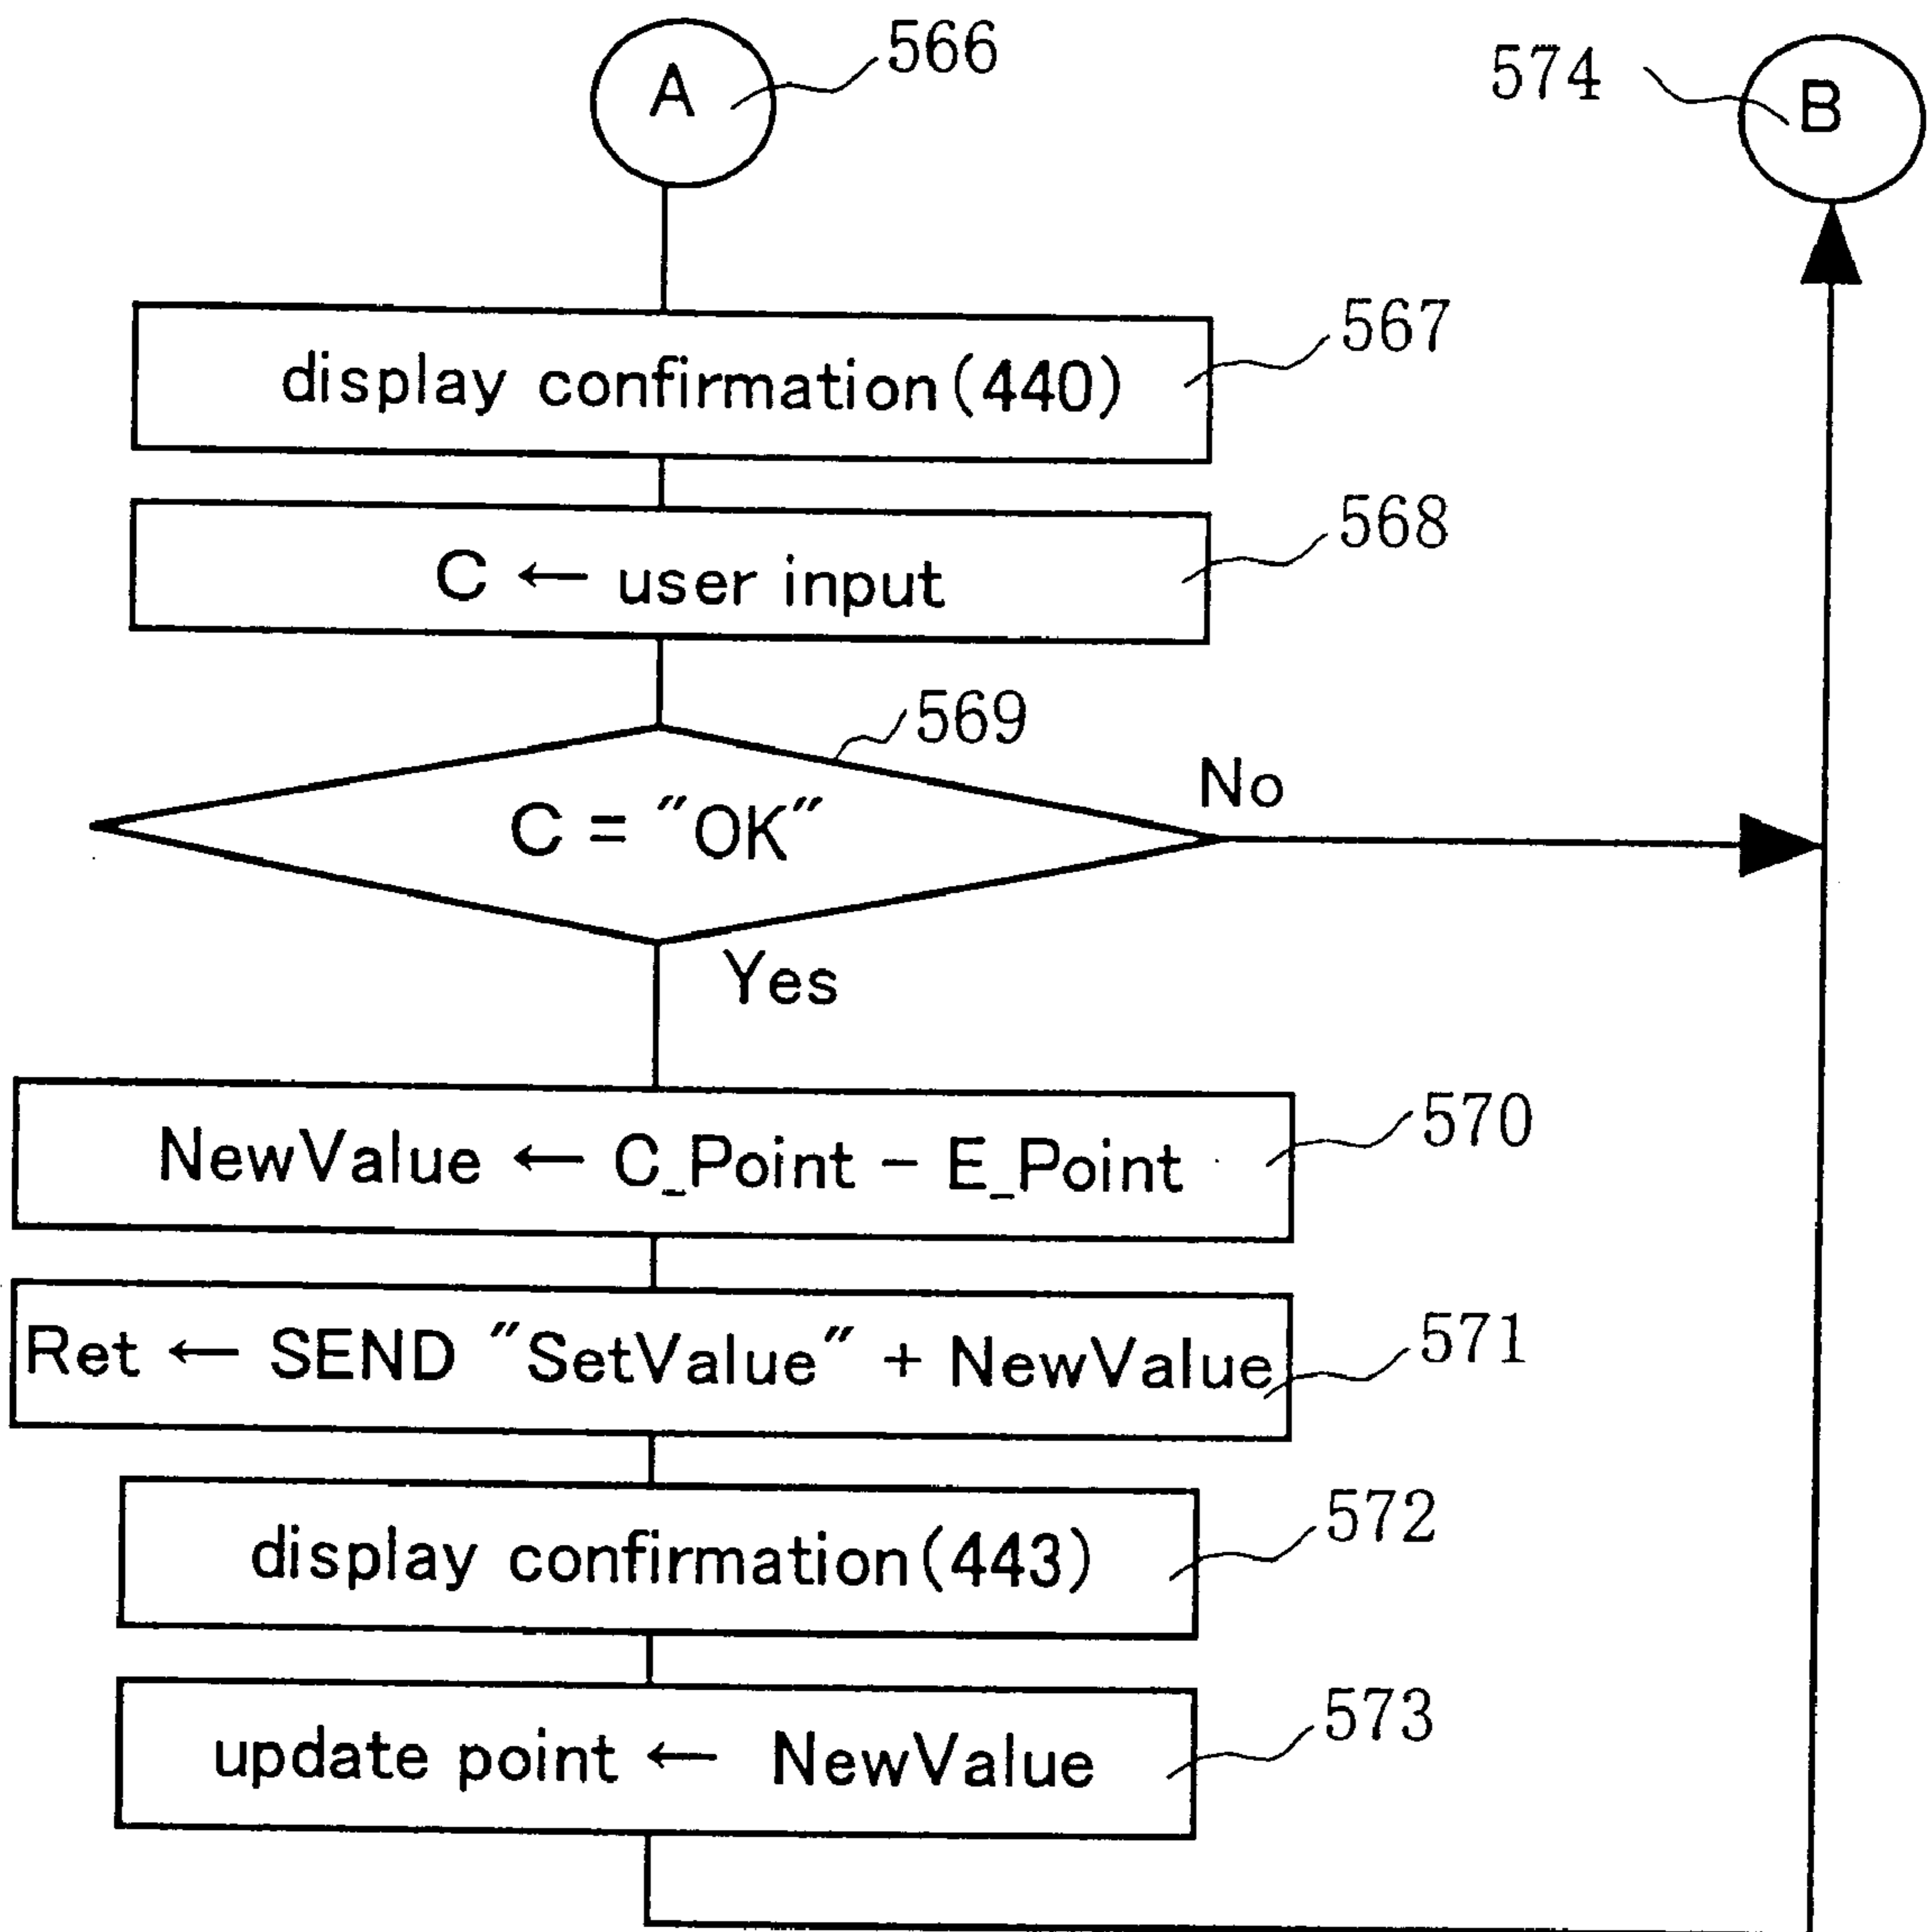 A
566
574
B
display confirmation(440)
567
C ← user input
568
569
C = "OK"
No
Yes
NewValue ← C_Point - E_Point
570
Ret ← SEND "SetValue" + NewValue
571
display confirmation(443)
572
update point ← NewValue
573